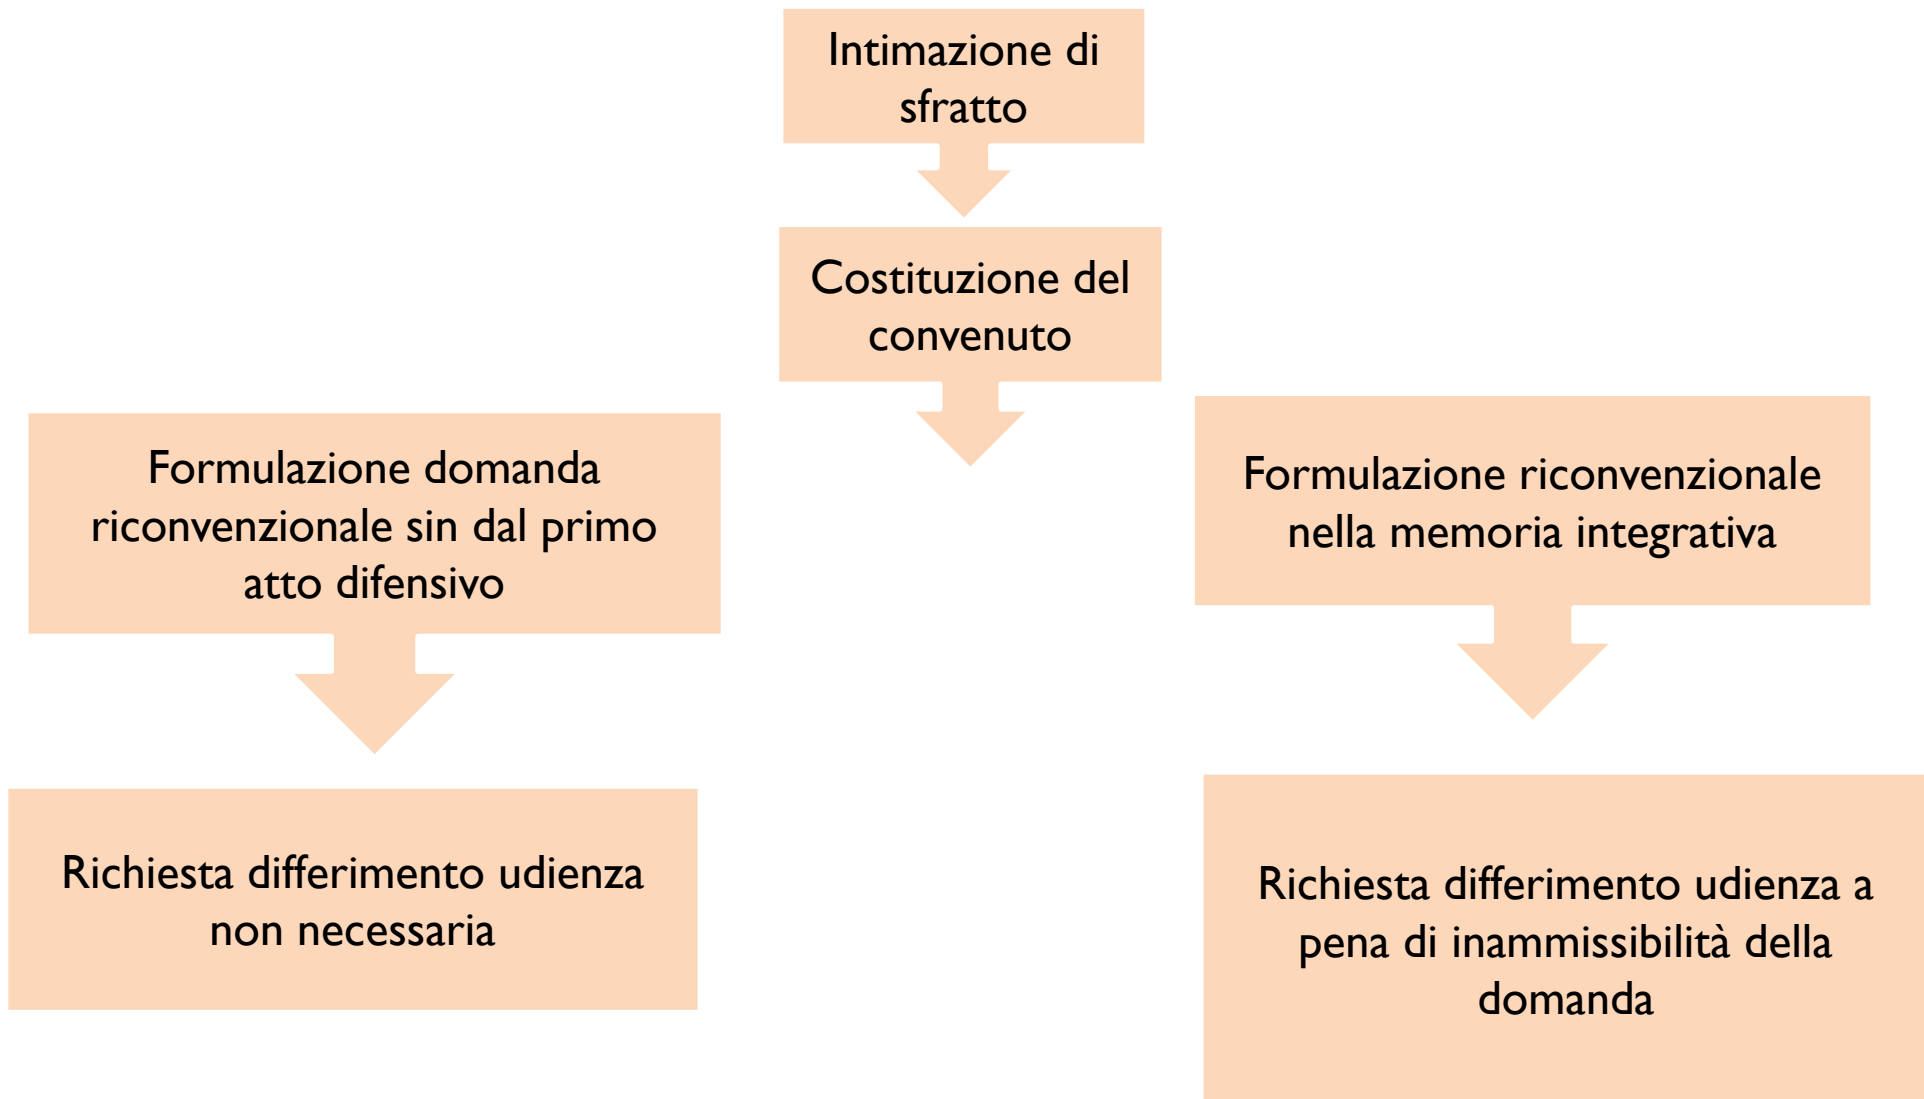 Intimazione di
sfratto
Costituzione del
convenuto
Formulazione domanda
riconvenzionale sin dal primo
atto difensivo
Formulazione riconvenzionale
nella memoria integrativa
Richiesta differimento udienza
non necessaria
Richiesta differimento udienza a
pena di inammissibilità della
domanda